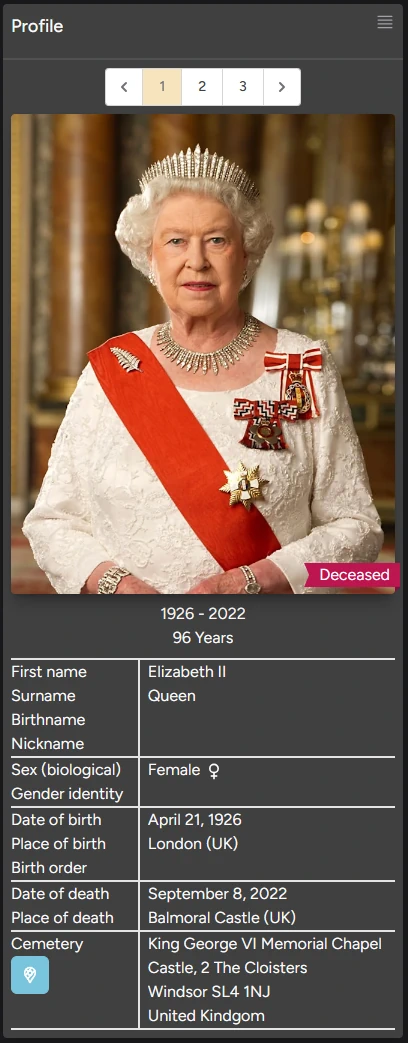 Profile
1 2 3
Deceased
1926 - 2022
96 Years
First name Elizabeth II
Surname Queen
Birthname
Nickname
Sex (biological) Female ♀
Gender identity
Date of birth April 21, 1926
Place of birth London (UK)
Birth order
Date of death September 8, 2022
Place of death Balmoral Castle (UK)
Cemetery King George VI Memorial Chapel
Castle, 2 The Cloisters
Windsor SL4 1NJ
United Kindgom